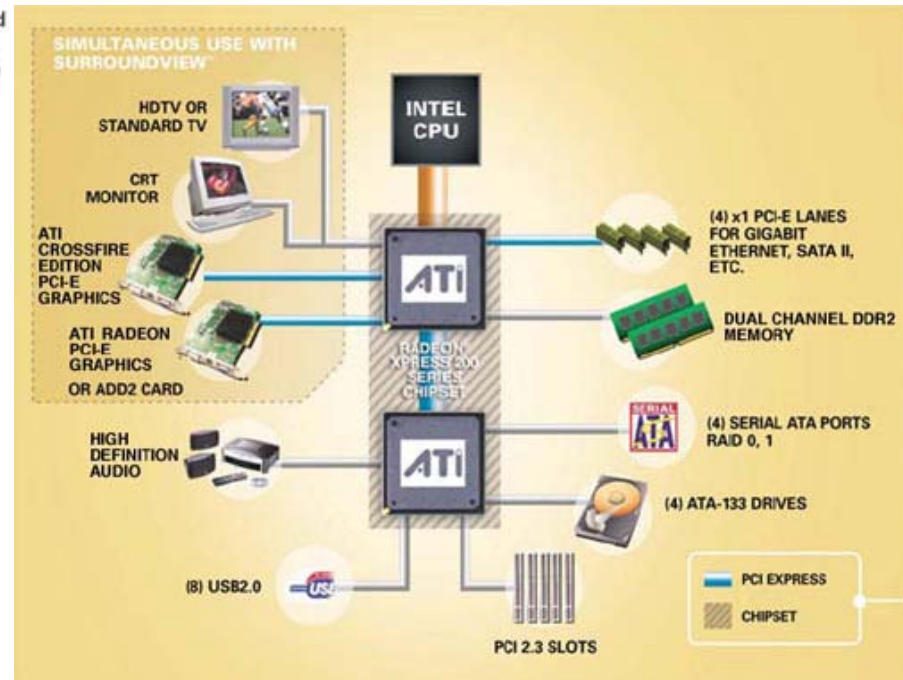 d
SIMULTANEOUS USE WITH
SURROUNDVIEW™
HDTV OR
STANDARD TV
INTEL
CPU
CRT
MONITOR
ATI
CROSSFIRE
EDITION
PCI-E
GRAPHICS
ATI
(4) x1 PCI-E LANES
FOR GIGABIT
ETHERNET, SATA II,
ETC.
ATI RADEON
PCI-E
GRAPHICS
OR ADD2 CARD
DUAL CHANNEL DDR2
MEMORY
RADEON®
XPRESS 200
SERIES
CHIPSET
HIGH
DEFINITION
AUDIO
ATI
SERIAL
ATA
(4) SERIAL ATA PORTS
RAID 0, 1
(4) ATA-133 DRIVES
(8) USB2.0
USB
PCI 2.3 SLOTS
PCI EXPRESS
CHIPSET